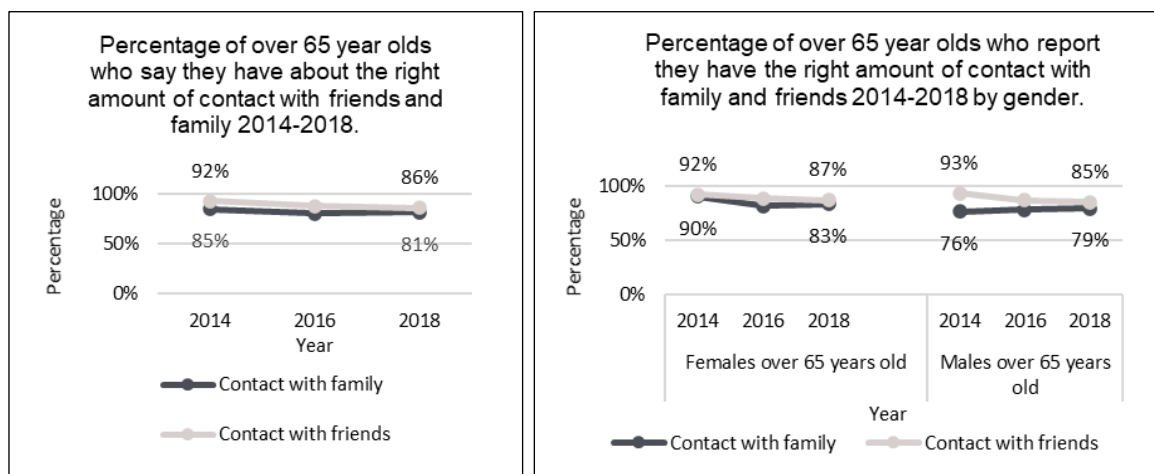 Percentage of over 65 year olds
who say they have about the right
amount of contact with friends and
family 2014-2018.
92%
86%
100%
85%
81%
50%
0%
Percentage
2014
2016
2018
Year
Contact with family
Contact with friends
Percentage of over 65 year olds who report
they have the right amount of contact with
family and friends 2014-2018 by gender.
92%
87%
93%
85%
100%
90%
83%
76%
79%
50%
0%
Percentage
2014
2016
2018
2014
2016
2018
Females over 65 years old
Males over 65 years
old
Year
Contact with family
Contact with friends